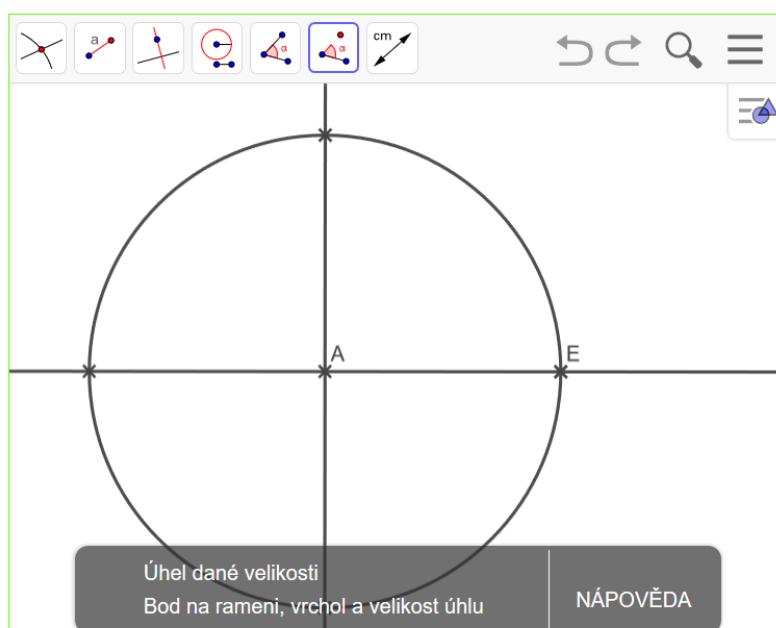 a
α
α
cm
A
E
Úhel dané velikosti
Bod na rameni, vrchol a velikost úhlu
NÁPOVĚDA